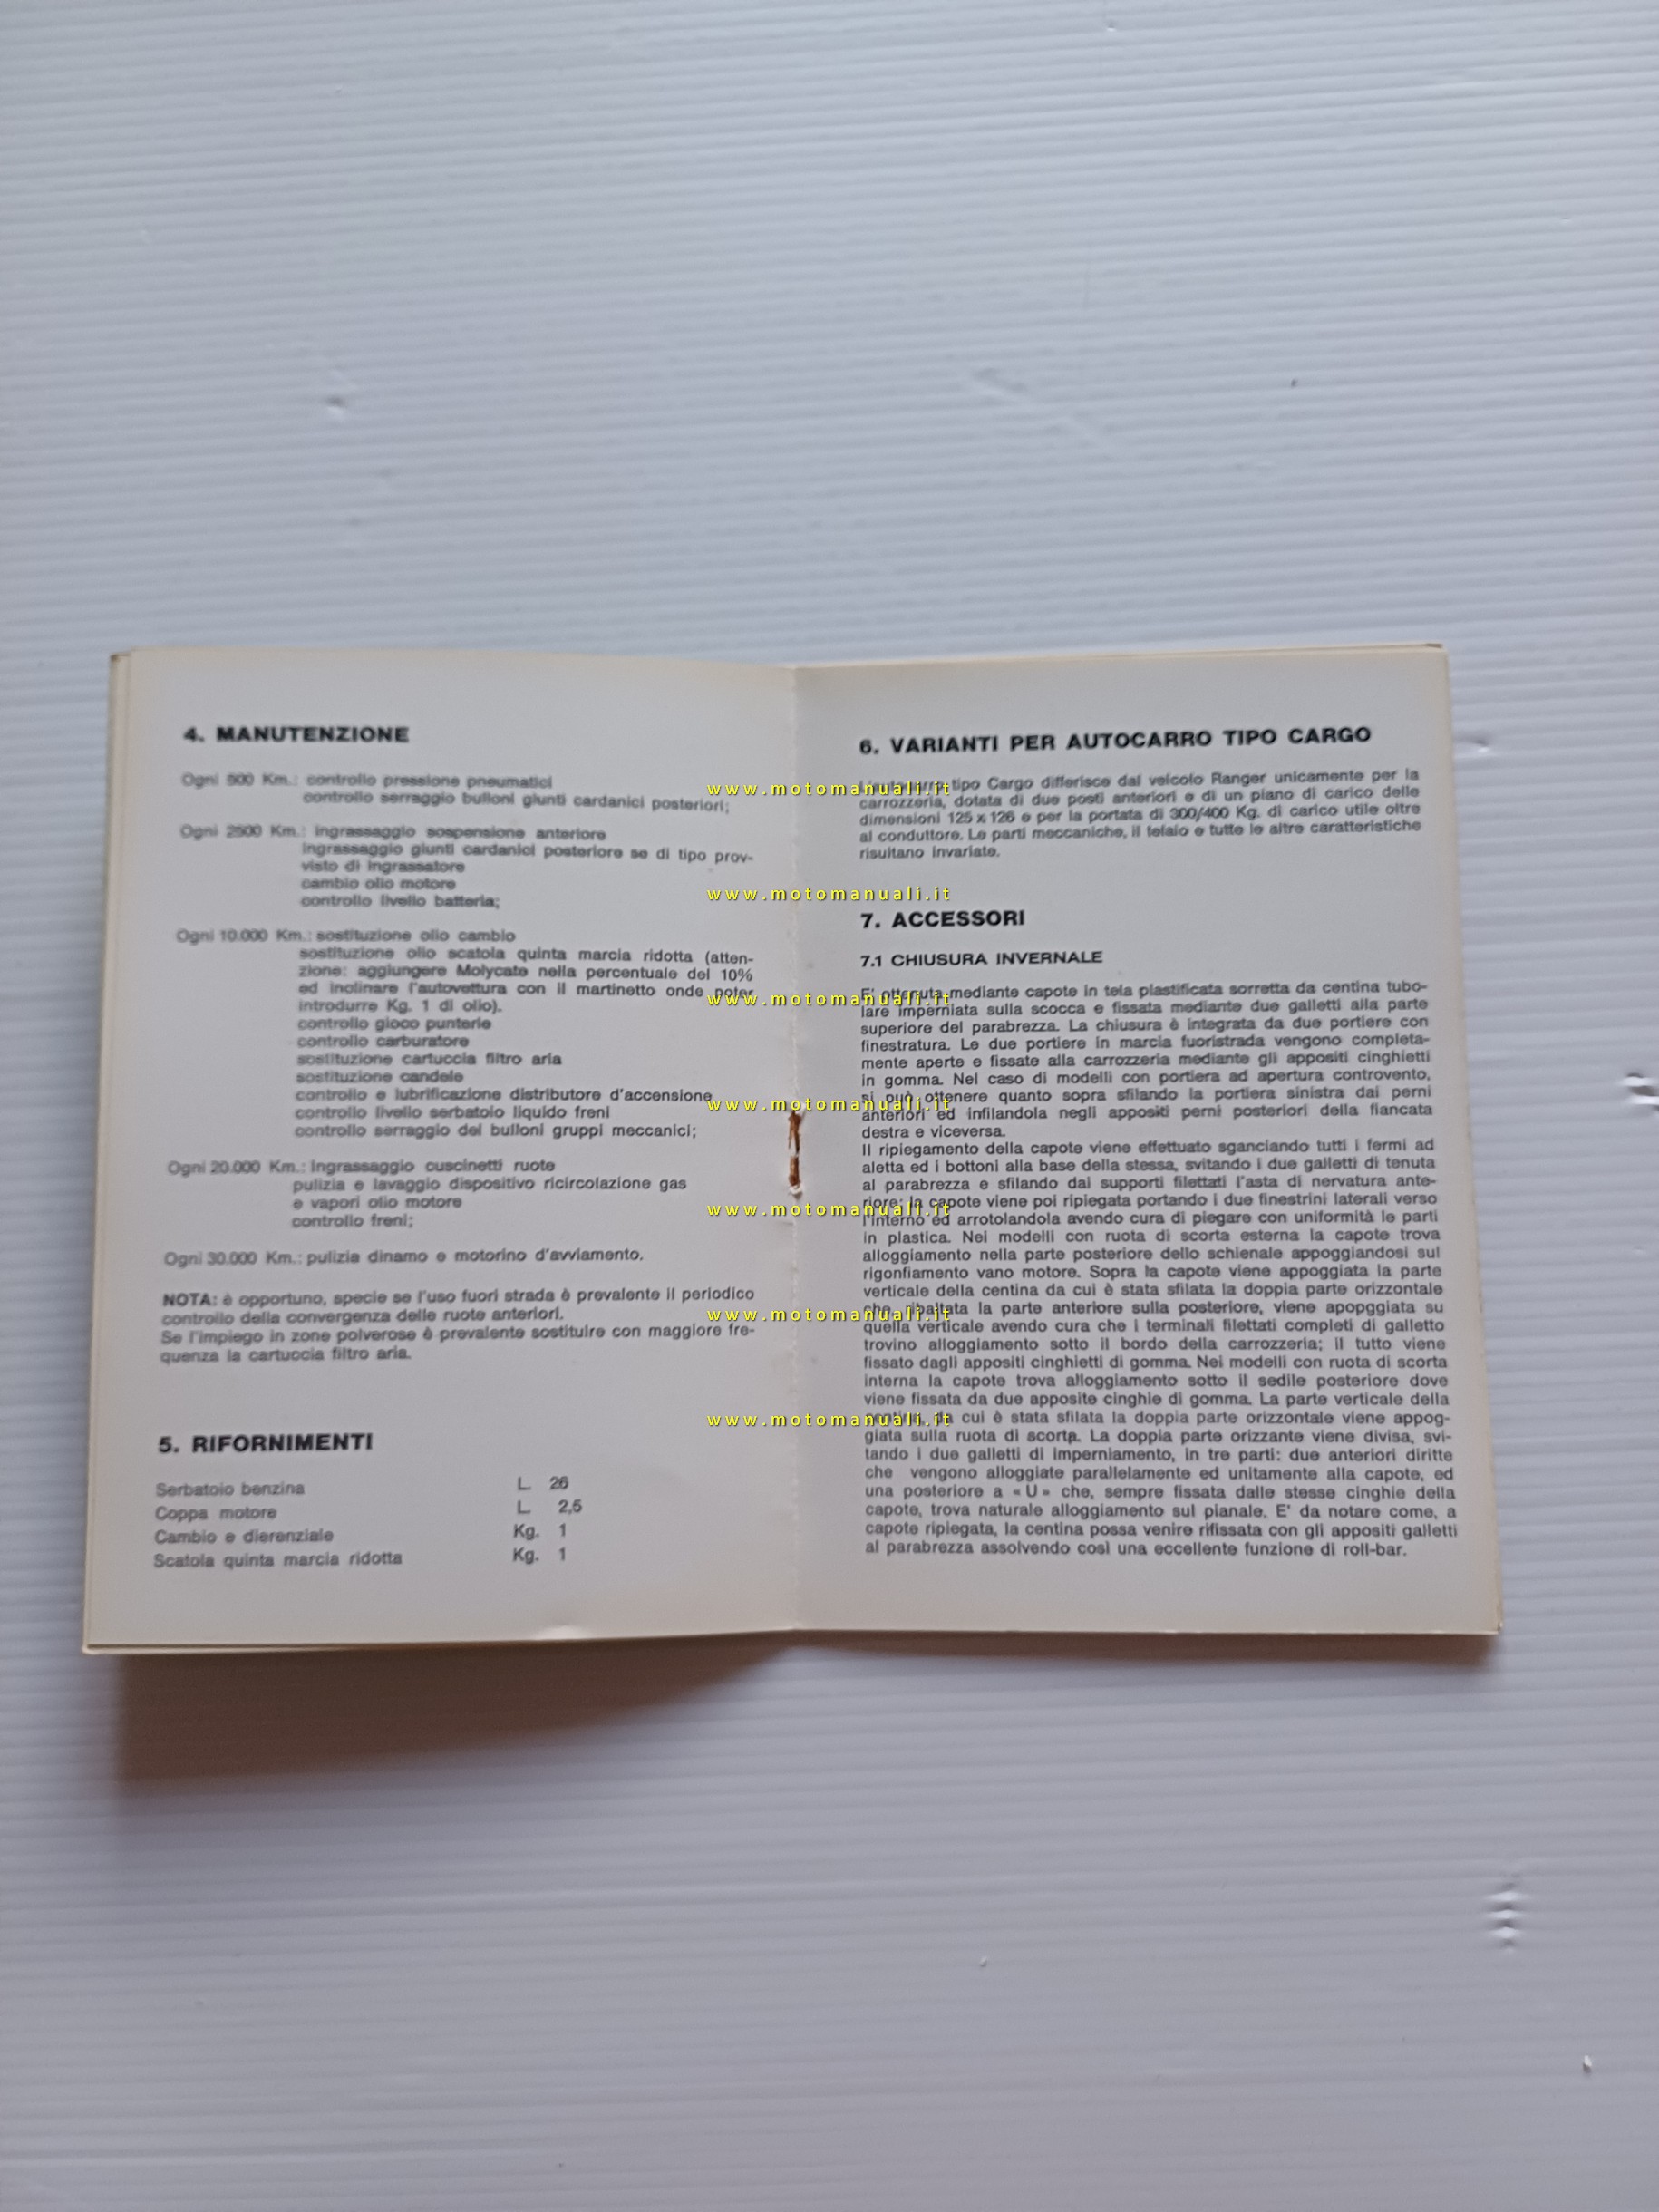 4. MANUTENZIONE
Ogni 500 Km.: controllo pressione pneumatici
controllo serraggio bulloni giunti cardanici posteriori;
Ogni 2500 Km.: ingrassaggio sospensione anteriore
ingrassaggio giunti cardanici posteriore se di tipo prov-
visto di ingrassatore
cambio olio motore
controllo livello batteria;
Ogni 10.000 Km.: sostituzione olio cambio
sostituzione olio scatola quinta marcia ridotta (atten-
zione: aggiungere Molycate nella percentuale del 10%
ed inclinare l'autovettura con il martinetto onde poter
introdurre Kg. 1 di olio).
controllo gioco punterie
controllo carburatore
sostituzione cartuccia filtro aria
sostituzione candele
controllo e lubrificazione distributore d'accensione
controllo livello serbatoio liquido freni
controllo serraggio dei bulloni gruppi meccanici;
Ogni 20.000 Km.: Ingrassaggio cuscinetti ruote
pulizia e lavaggio dispositivo ricircolazione gas
e vapori olio motore
controllo freni;
Ogni 30.000 Km.: pulizia dinamo e motorino d'avviamento.
NOTA: è opportuno, specie se l'uso fuori strada è prevalente il periodico
controllo della convergenza delle ruote anteriori.
Se l'impiego in zone polverose è prevalente sostituire con maggiore fre-
quenza la cartuccia filtro aria.
5. RIFORNIMENTI
Serbatoio benzina L. 26
Coppa motore L. 2,5
Cambio e dierenziale Kg. 1
Scatola quinta marcia ridotta Kg. 1
6. VARIANTI PER AUTOCARRO TIPO CARGO
tipo Cargo differisce dal veicolo Ranger unicamente per la
carrozzeria, dotata di due posti anteriori e di un piano di carico delle
dimensioni 125 x 126 e per la portata di 300/400 Kg. di carico utile oltre
al conduttore. Le parti meccaniche, il telaio e tutte le altre caratteristiche
risultano invariate.
7. ACCESSORI
7.1 CHIUSURA INVERNALE
E' ottenuta mediante capote in tela plastificata sorretta da centina tubo-
lare imperniata sulla scocca e fissata mediante due galletti alla parte
superiore del parabrezza. La chiusura è integrata da due portiere con
finestratura. Le due portiere in marcia fuoristrada vengono completa-
mente aperte e fissate alla carrozzeria mediante gli appositi cinghietti
in gomma. Nel caso di modelli con portiera ad apertura controvento,
si può ottenere quanto sopra sfilando la portiera sinistra dai perni
anteriori ed infilandola negli appositi perni posteriori della fiancata
destra e viceversa.
Il ripiegamento della capote viene effettuato sganciando tutti i fermi ad
aletta ed i bottoni alla base della stessa, svitando i due galletti di tenuta
al parabrezza e sfilando dai supporti filettati l'asta di nervatura ante-
riore; la capote viene poi ripiegata portando i due finestrini laterali verso
l'interno ed arrotolandola avendo cura di piegare con uniformità le parti
in plastica. Nei modelli con ruota di scorta esterna la capote trova
alloggiamento nella parte posteriore dello schienale appoggiandosi sul
rigonfiamento vano motore. Sopra la capote viene appoggiata la parte
verticale della centina da cui è stata sfilata la doppia parte orizzontale
che, ribaltata la parte anteriore sulla posteriore, viene apopggiata su
quella verticale avendo cura che i terminali filettati completi di galletto
trovino alloggiamento sotto il bordo della carrozzeria; il tutto viene
fissato dagli appositi cinghietti di gomma. Nei modelli con ruota di scorta
interna la capote trova alloggiamento sotto il sedile posteriore dove
viene fissata da due apposite cinghie di gomma. La parte verticale della
centina da cui è stata sfilata la doppia parte orizzontale viene appog-
giata sulla ruota di scorta. La doppia parte orizzante viene divisa, svi-
tando i due galletti di imperniamento, in tre parti: due anteriori diritte
che vengono alloggiate parallelamente ed unitamente alla capote, ed
una posteriore a « U » che, sempre fissata dalle stesse cinghie della
capote, trova naturale alloggiamento sul pianale. E' da notare come, a
capote ripiegata, la centina possa venire rifissata con gli appositi galletti
al parabrezza assolvendo così una eccellente funzione di roll-bar.
www.motomanuali.it
www.motomanuali.it
www.motomanuali.it
www.motomanuali.it
www.motomanuali.it
www.motomanuali.it
www.motomanuali.it